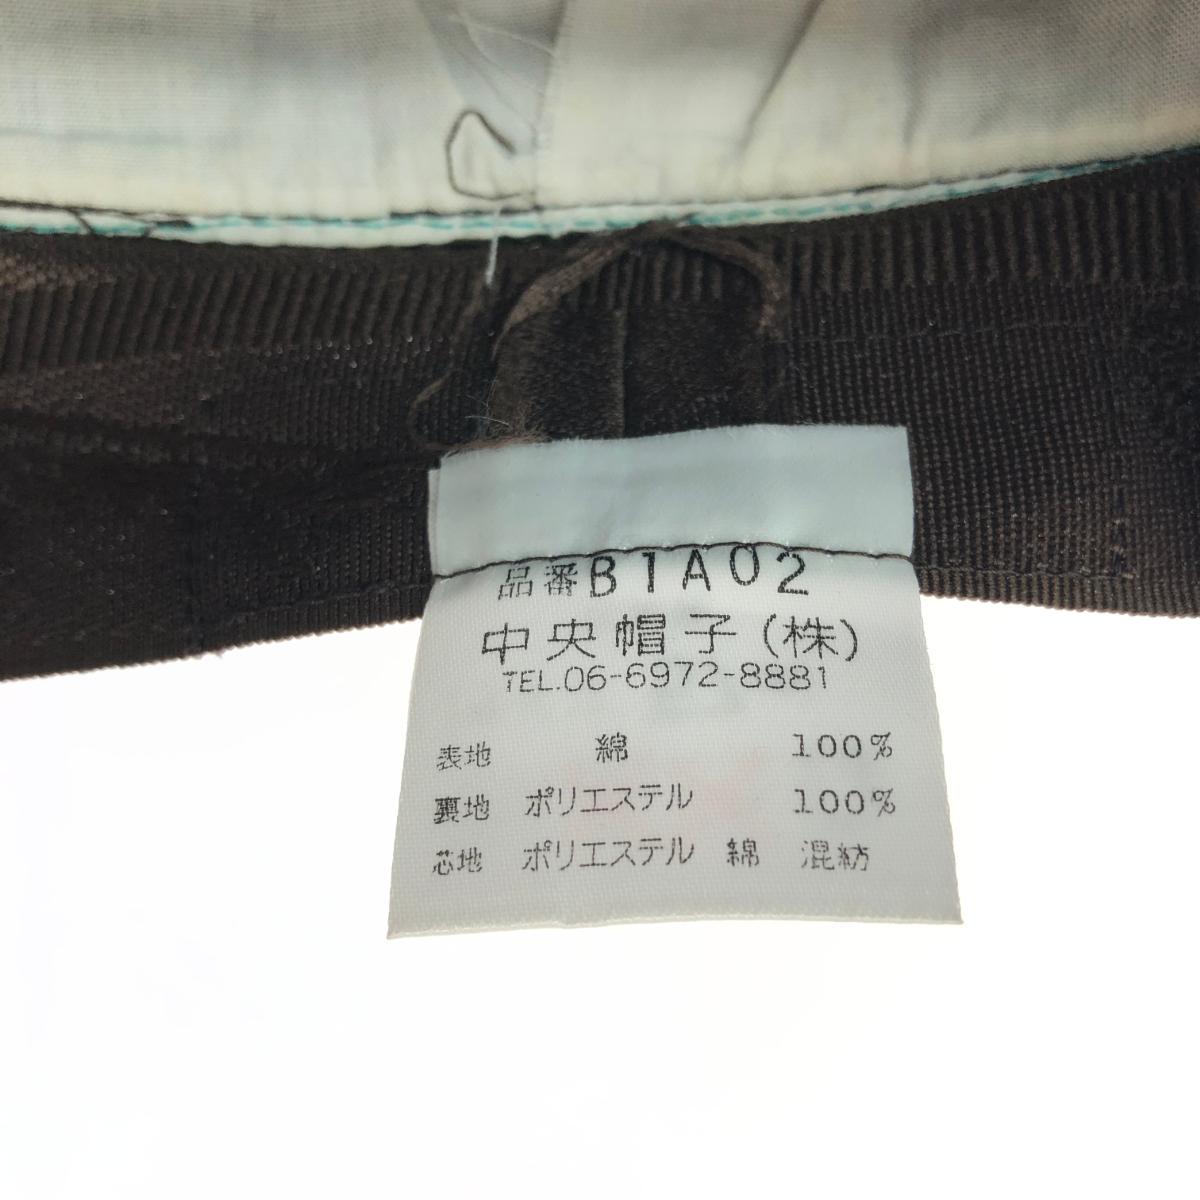 品番B1A02
中央帽子(株)
TEL.06-6972-8881
表地 綿 100%
裏地 ポリエステル 100%
芯地 ポリエステル 綿 混紡